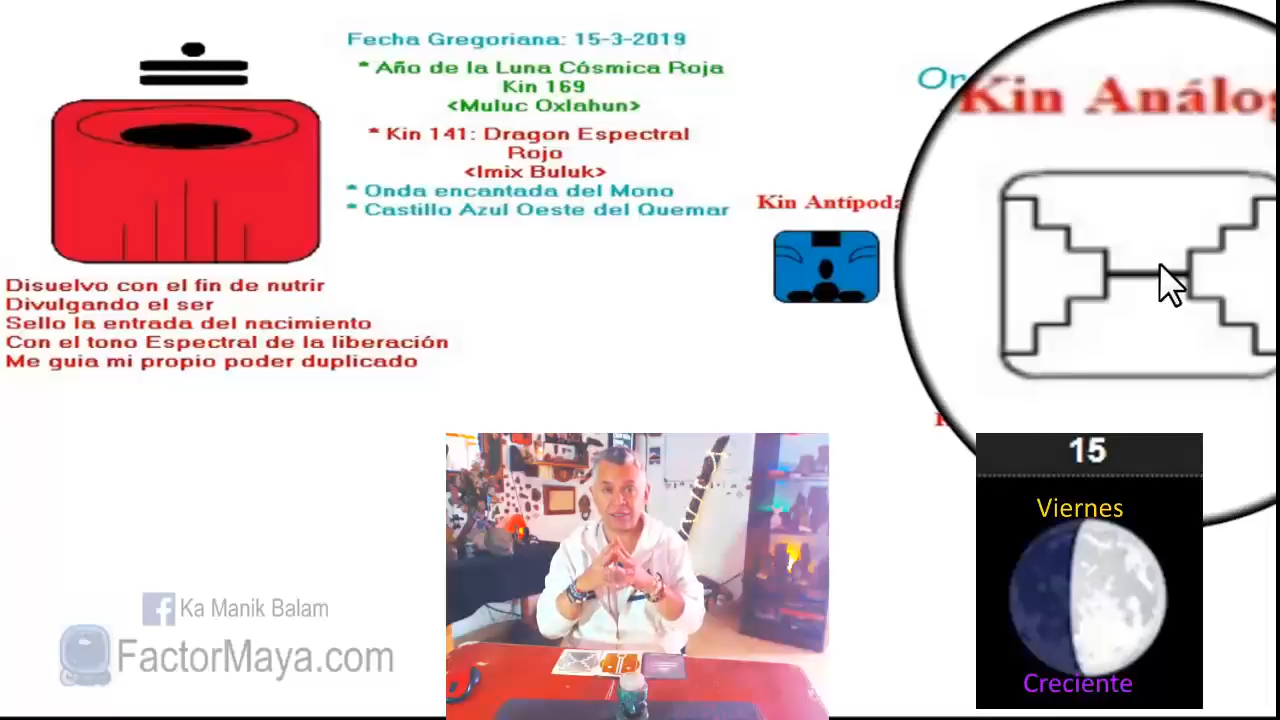 Fecha Gregoriana: 15-3-2019
* Año de la Luna Cósmica Roja
Kin 169
<Muluc Oxlahun>
* Kin 141: Dragon Espectral
Rojo
<Imix Buluk>
* Onda encantada del Mono
* Castillo Azul Oeste del Quemar
Disuelvo con el fin de nutrir
Divulgando el ser
Sello la entrada del nacimiento
Con el tono Espectral de la liberación
Me guia mi propio poder duplicado
Kin Antípoda
Kin Análog
15
Viernes
Creciente
Ka Manik Balam
FactorMaya.com